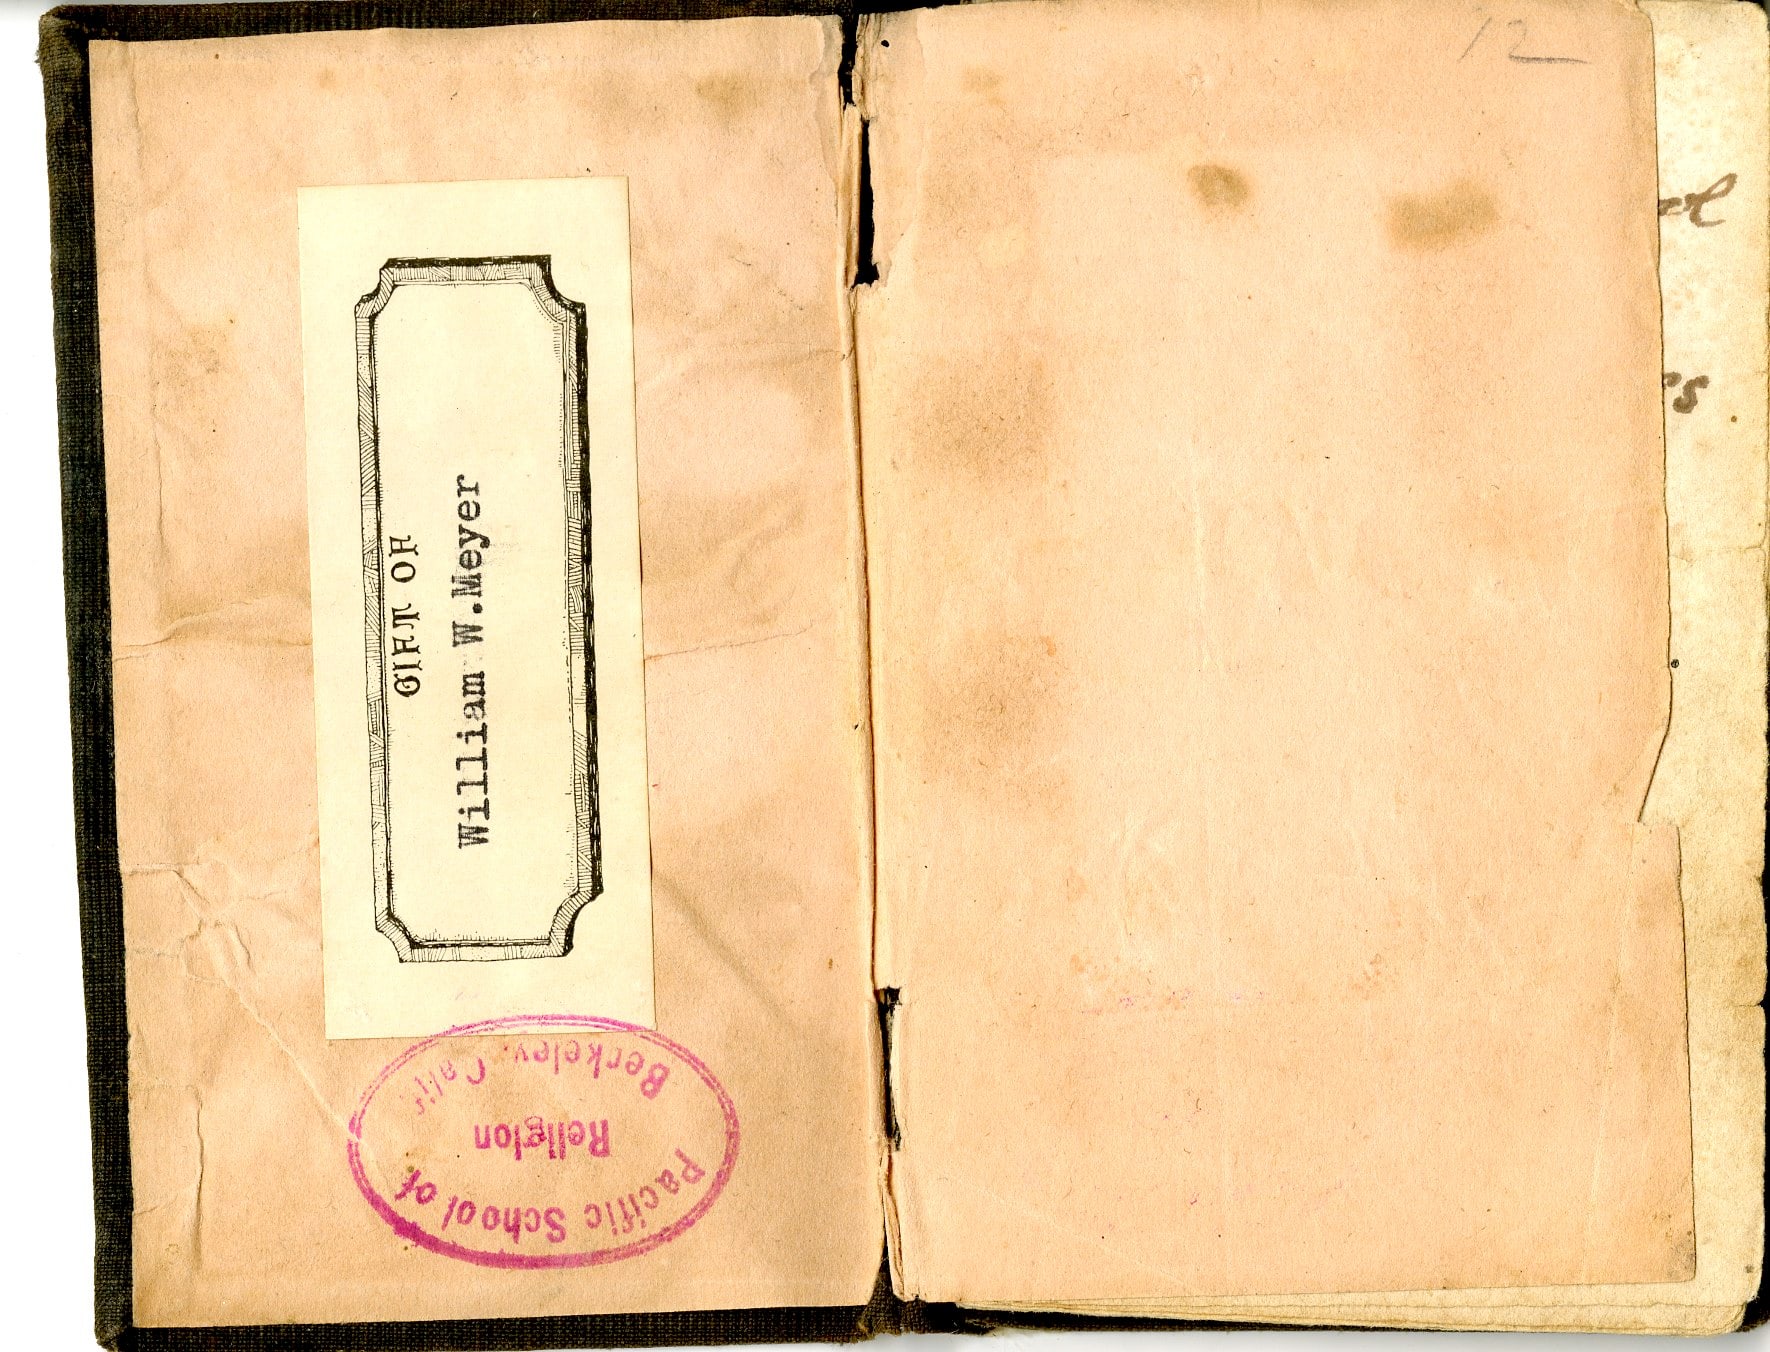 GIFT OF
William W.Meyer
Pacific School of
Religion
Berkeley, Calif.
12